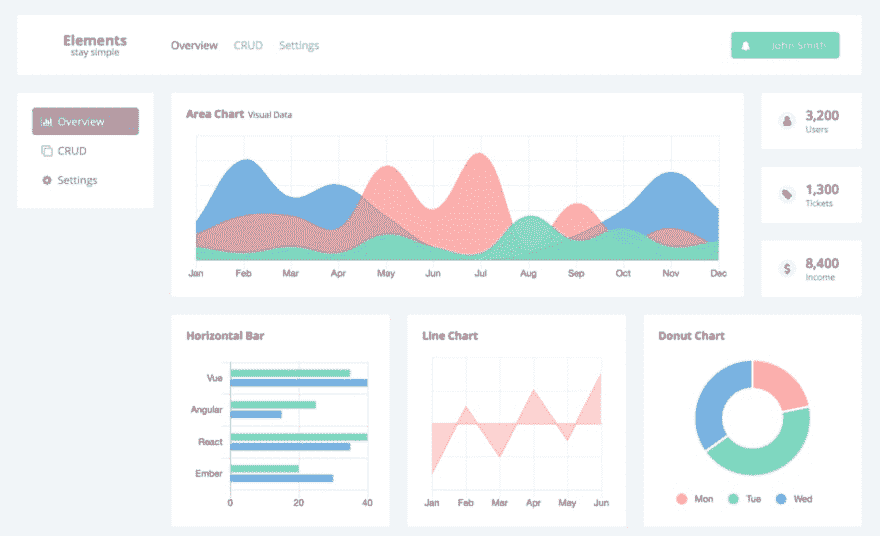 Elements
stay simple
Overview CRUD Settings
John Smith
Overview
CRUD
Settings
Area Chart Visual Data
Jan Feb Mar Apr May Jun Jul Aug Sep Oct Nov Dec
3,200
Users
1,300
Tickets
$
8,400
Income
Horizontal Bar
Vue
Angular
React
Ember
0 20 40
Line Chart
Jan Feb Mar Apr May Jun
Donut Chart
Mon Tue Wed